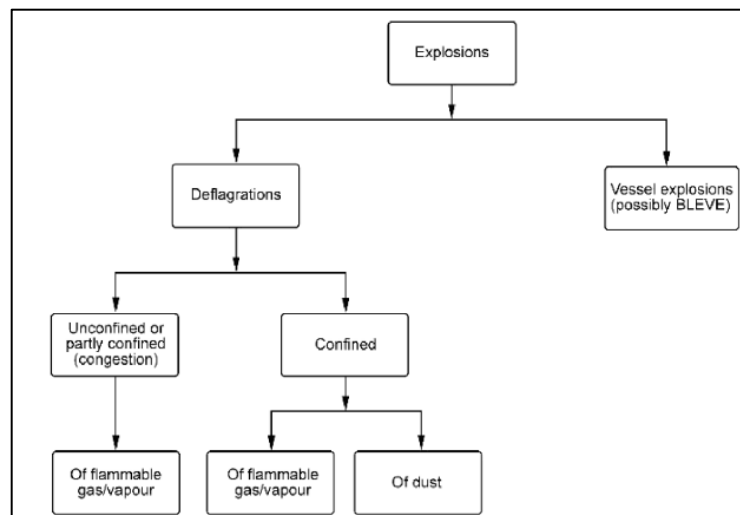 Explosions
Deflagrations
Vessel explosions
(possibly BLEVE)
Unconfined or
partly confined
(congestion)
Confined
Of flammable
gas/vapour
Of flammable
gas/vapour
Of dust